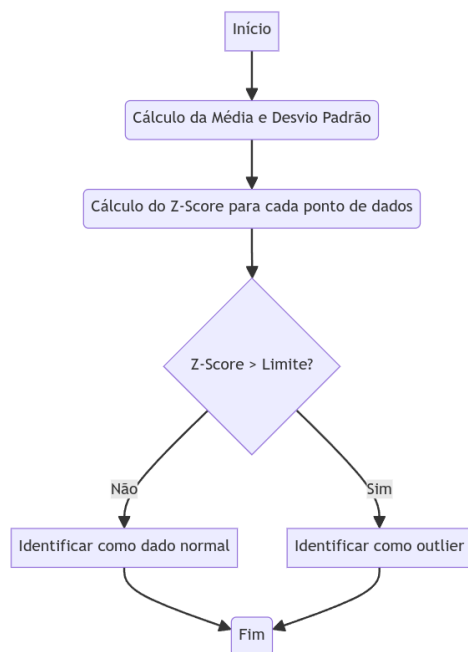 Início
Cálculo da Média e Desvio Padrão
Cálculo do Z-Score para cada ponto de dados
Z-Score > Limite?
Não
Sim
Identificar como dado normal
Identificar como outlier
Fim